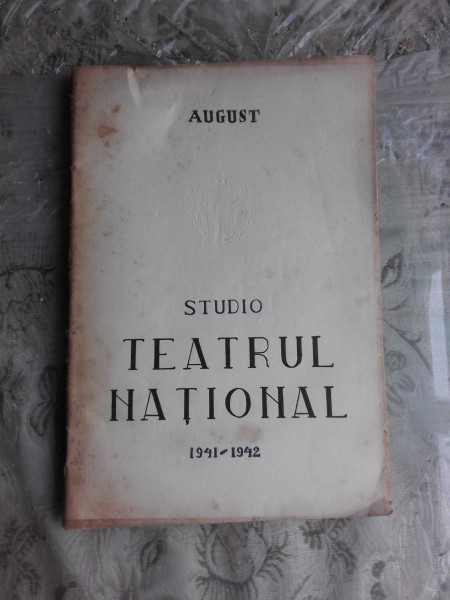 AUGUST
STUDIO
TEATRUL
NAȚIONAL
1941-1942